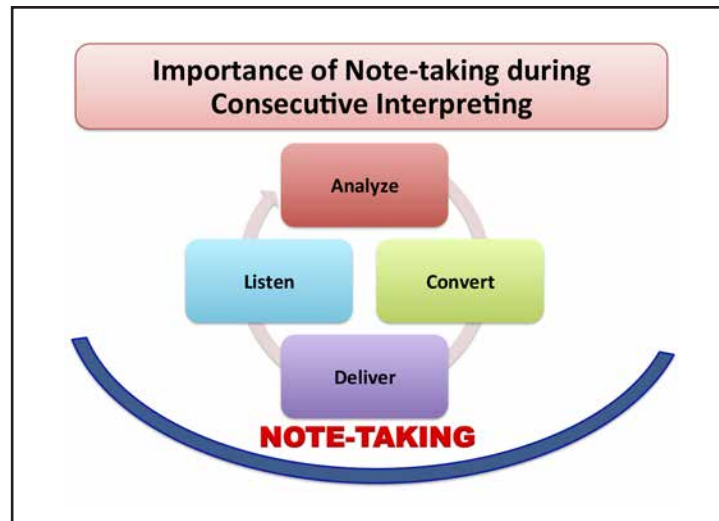 Importance of Note-taking during
Consecutive Interpreting
Analyze
Listen
Convert
Deliver
NOTE-TAKING